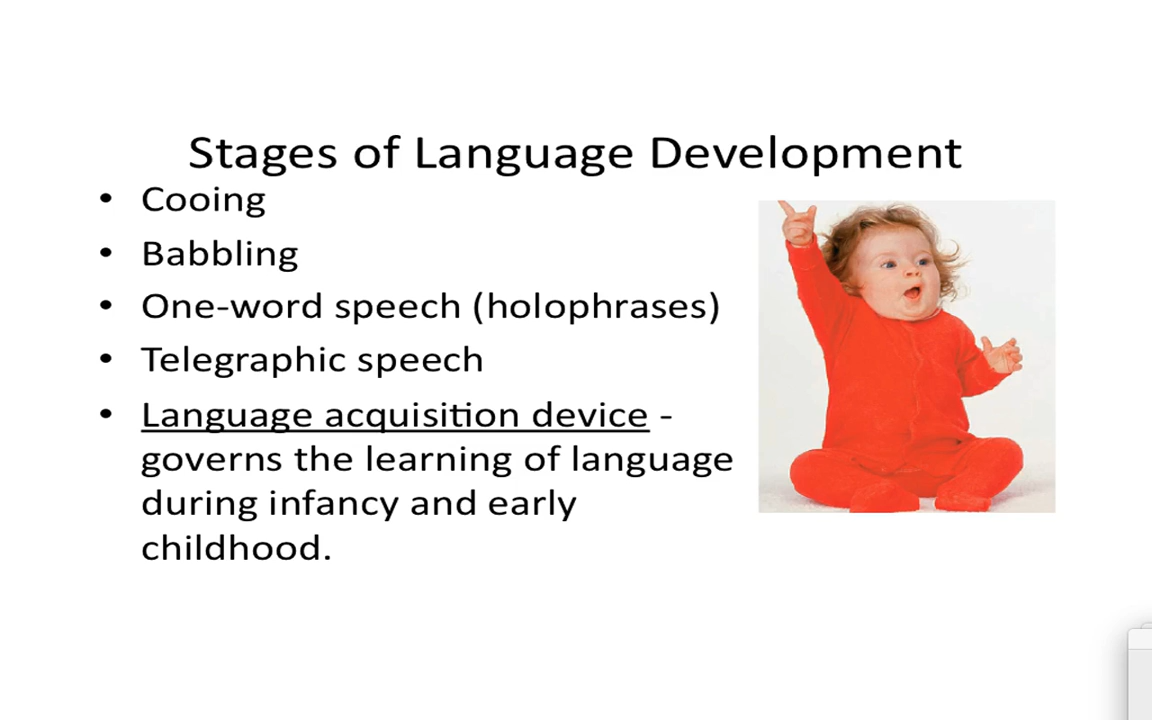 Stages of Language Development
• Cooing
• Babbling
• One-word speech (holophrases)
• Telegraphic speech
• Language acquisition device -
governs the learning of language
during infancy and early
childhood.